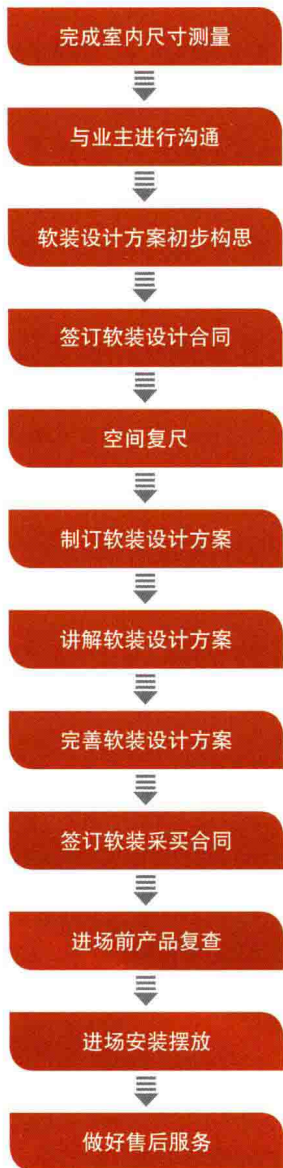 完成室内尺寸测量
与业主进行沟通
软装设计方案初步构思
签订软装设计合同
空间复尺
制订软装设计方案
讲解软装设计方案
完善软装设计方案
签订软装采买合同
进场前产品复查
进场安装摆放
做好售后服务